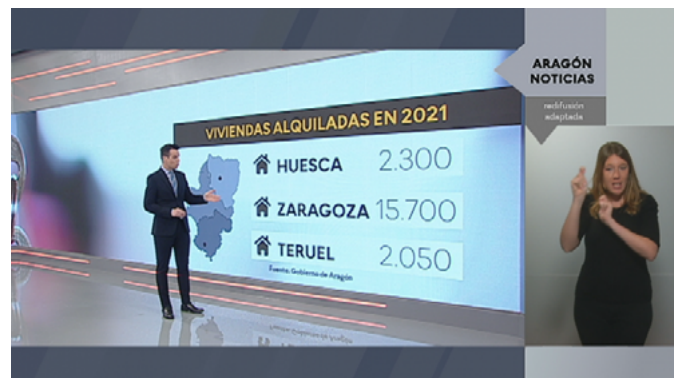 VIVIENDAS ALQUILADAS EN 2021
HUESCA 2.300
ZARAGOZA 15.700
TERUEL 2.050
Fuente: Gobierno de Aragón
ARAGÓN
NOTICIAS
redifusión
adaptada